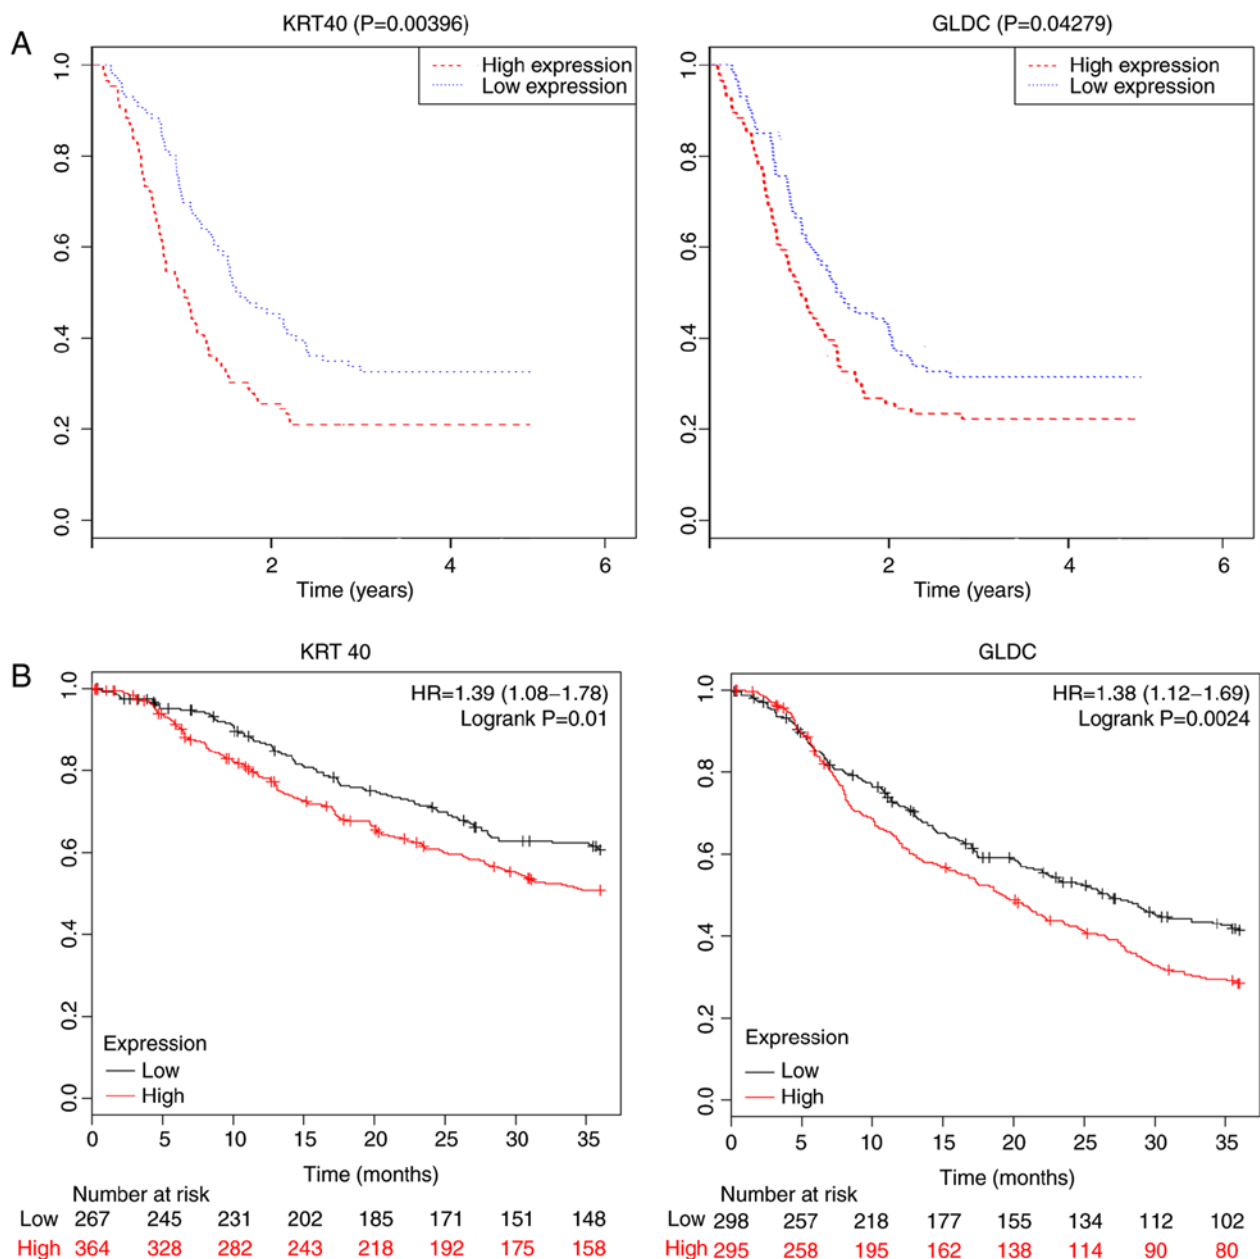 A
KRT40 (P=0.00396)
High expression
Low expression
1.0
0.8
0.6
0.4
0.2
0.0
2 4 6
Time (years)
GLDC (P=0.04279)
High expression
Low expression
1.0
0.8
0.6
0.4
0.2
0.0
2 4 6
Time (years)
B
KRT 40
HR=1.39 (1.08–1.78)
Logrank P=0.01
1.0
0.8
0.6
0.4
0.2
0.0
Expression
Low
High
0 5 10 15 20 25 30 35
Time (months)
Number at risk
Low 267 245 231 202 185 171 151 148
High 364 328 282 243 218 192 175 158
GLDC
HR=1.38 (1.12–1.69)
Logrank P=0.0024
1.0
0.8
0.6
0.4
0.2
0.0
Expression
Low
High
0 5 10 15 20 25 30 35
Time (months)
Number at risk
Low 298 257 218 177 155 134 112 102
High 295 258 195 162 138 114 90 80